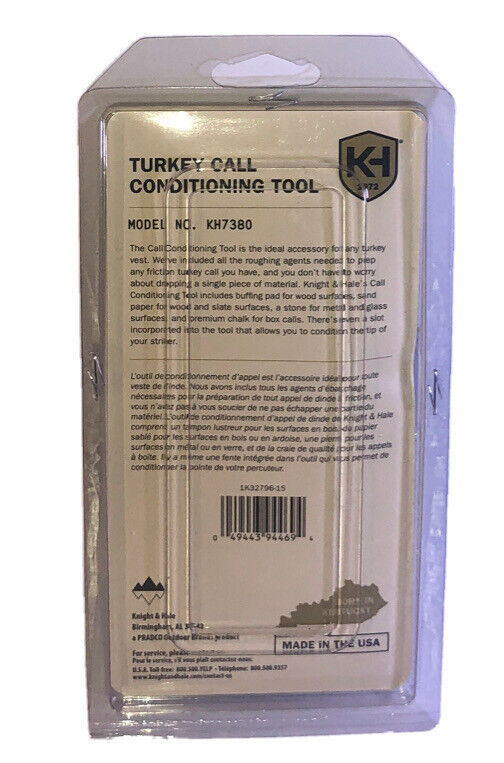 KH
1972
TURKEY CALL
CONDITIONING TOOL
MODEL NO. KH7380
The Call Conditioning Tool is the ideal accessory for any turkey
vest. We've included all the roughing agents needed to prep
any friction turkey call you have, and you don't have to worry
about dropping a single piece of material. Knight & Hale's Call
Conditioning Tool includes buffing pad for wood surfaces, sand
paper for wood and slate surfaces, a stone for metal and glass
surfaces, and premium chalk for box calls. There's even a slot
incorporated into the tool that allows you to condition the tip of
your striker.
L'outil de conditionnement d'appel est l'accessoire idéal pour toute
veste de dinde. Nous avons inclus tous les agents d'ébauchage
nécessaires pour la préparation de tout appel de dinde à friction, et
vous n'avez pas à vous soucier de ne pas échapper une partie du
matériel. L'outil de conditionnement d'appel de dinde de Knight & Hale
comprend un tampon lustreur pour les surfaces en bois, du papier
sablé pour les surfaces en bois ou en ardoise, une pierre pour les
surfaces en métal ou en verre, et de la craie de qualité pour les appels
à boîte. Il y a même une fente intégrée dans l'outil qui vous permet de
conditionner la pointe de votre percuteur.
1K32796-1S
0 49443 94469 4
BORN IN
KENTUCKY
Knight & Hale
Birmingham, AL
a PRADCO Outdoor Brands product
MADE IN THE USA
For service, please
Pour le service, s'il vous plaît contactez-nous:
U.S.A. Toll-free: 800.500.YELP - Téléphone: 800.500.9357
www.knightandhale.com/contact-us